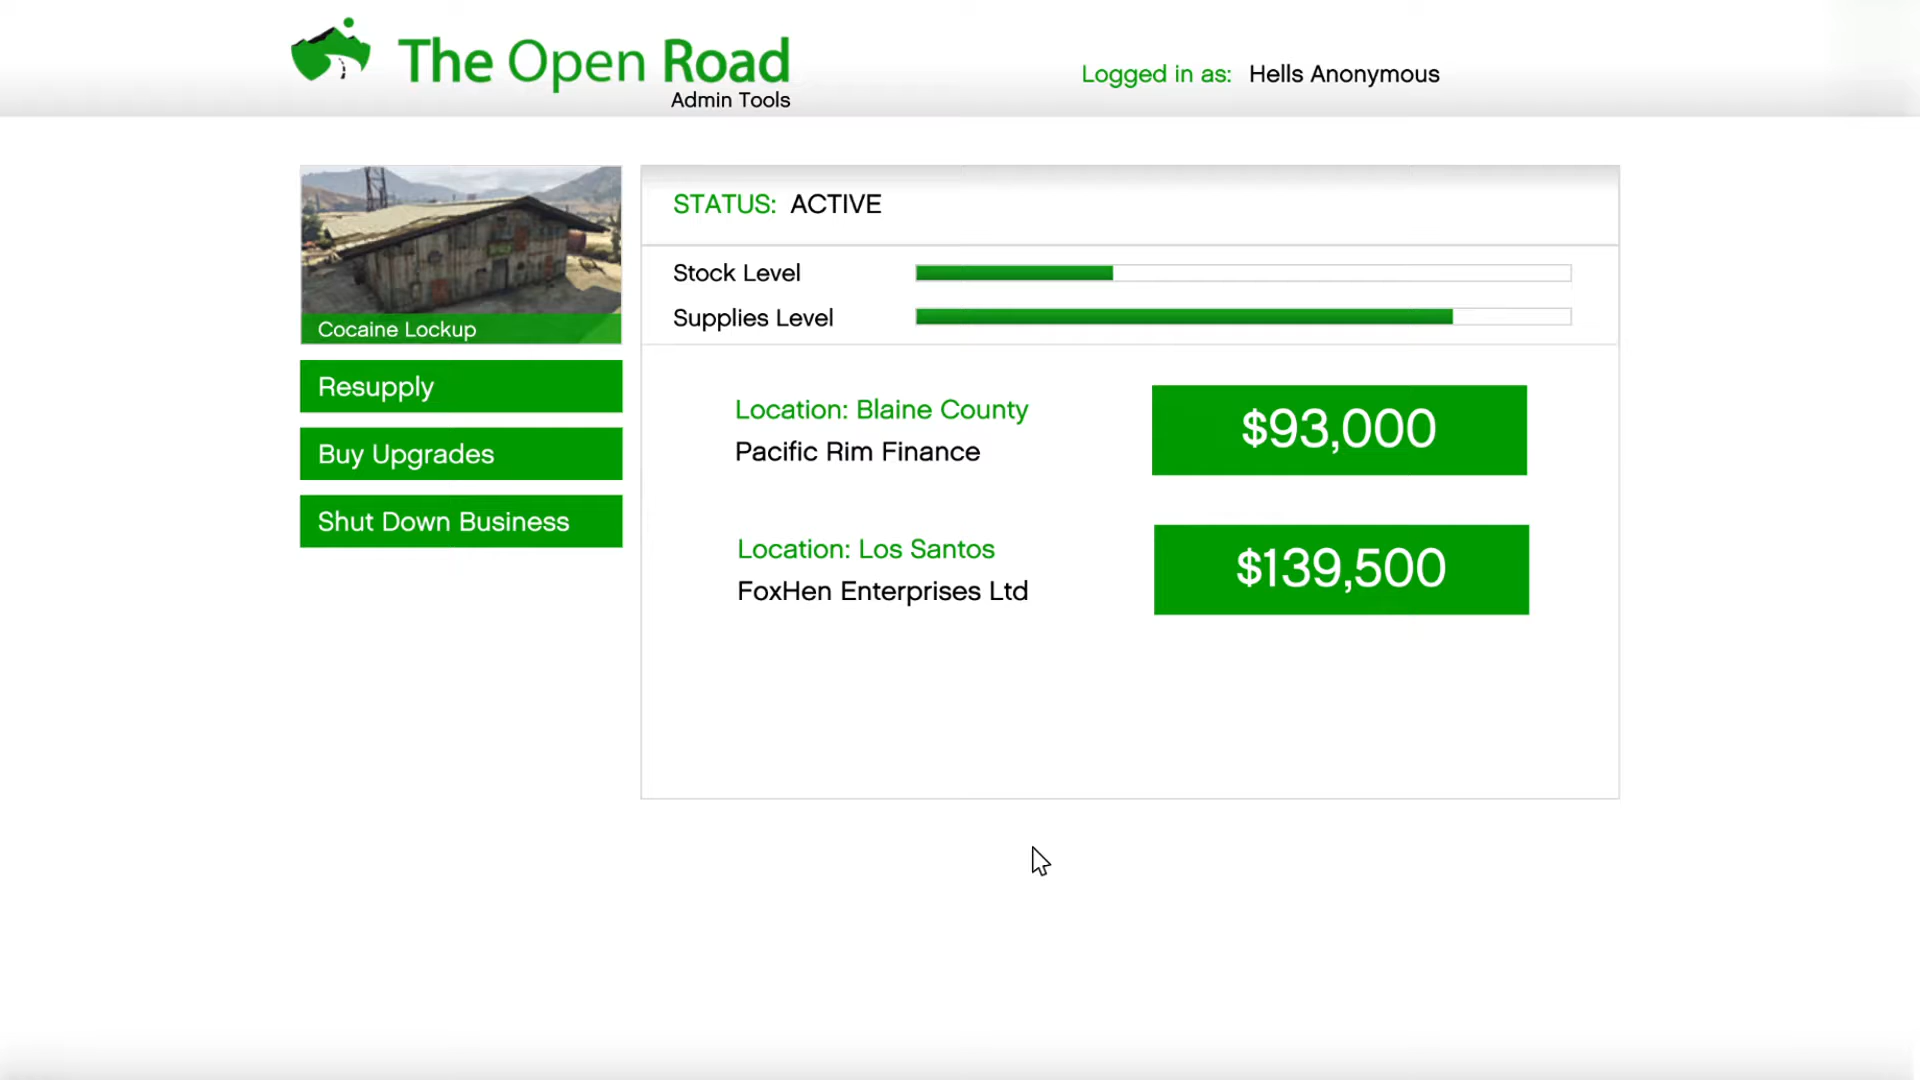 The Open Road
Admin Tools
Logged in as: Hells Anonymous
Cocaine Lockup
Resupply
Buy Upgrades
Shut Down Business
STATUS: ACTIVE
Stock Level
Supplies Level
Location: Blaine County
Pacific Rim Finance
$93,000
Location: Los Santos
FoxHen Enterprises Ltd
$139,500